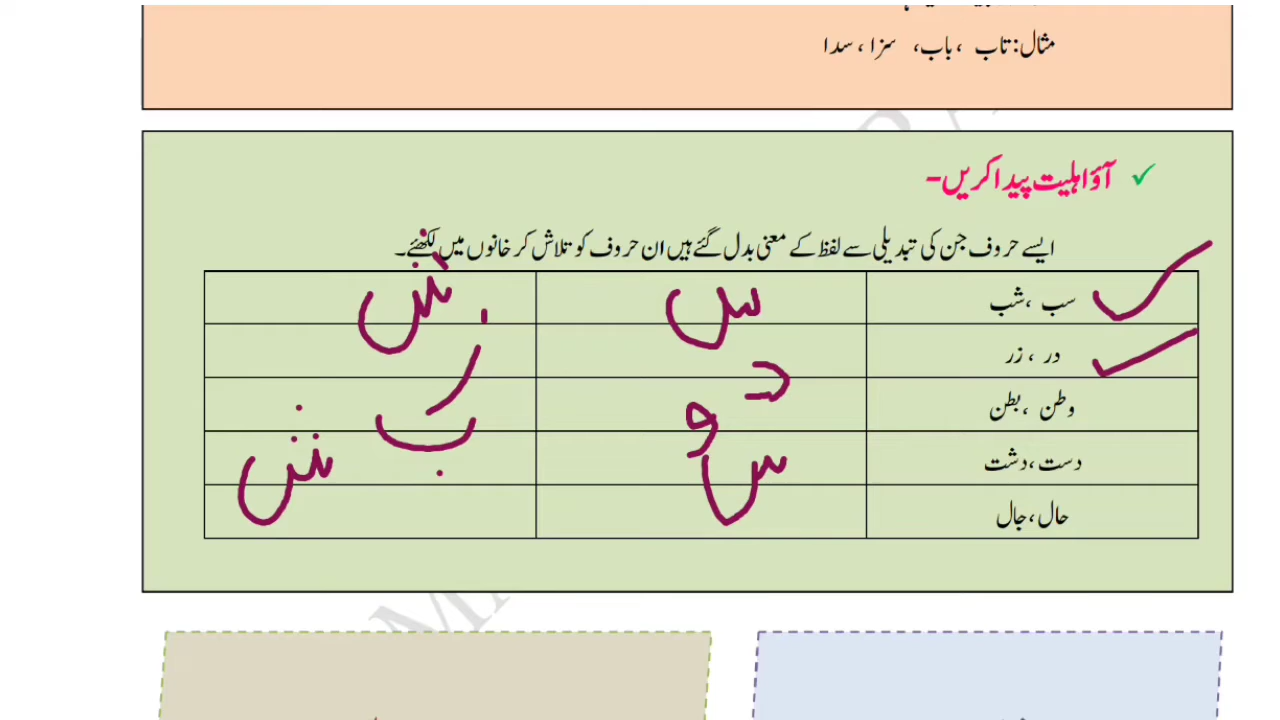 مثال: تاب ، باب، سزا ، سدا
✓ آؤ اہلیت پیدا کریں-
ایسے حروف جن کی تبدیلی سے لفظ کے معنی بدل گئے ہیں ان حروف کو تلاش کر خانوں میں لکھئے۔
سب ، شب س ش
در ، زر د ز
وطن ، بطن و ب
دست ، دشت س ش
حال ، جال